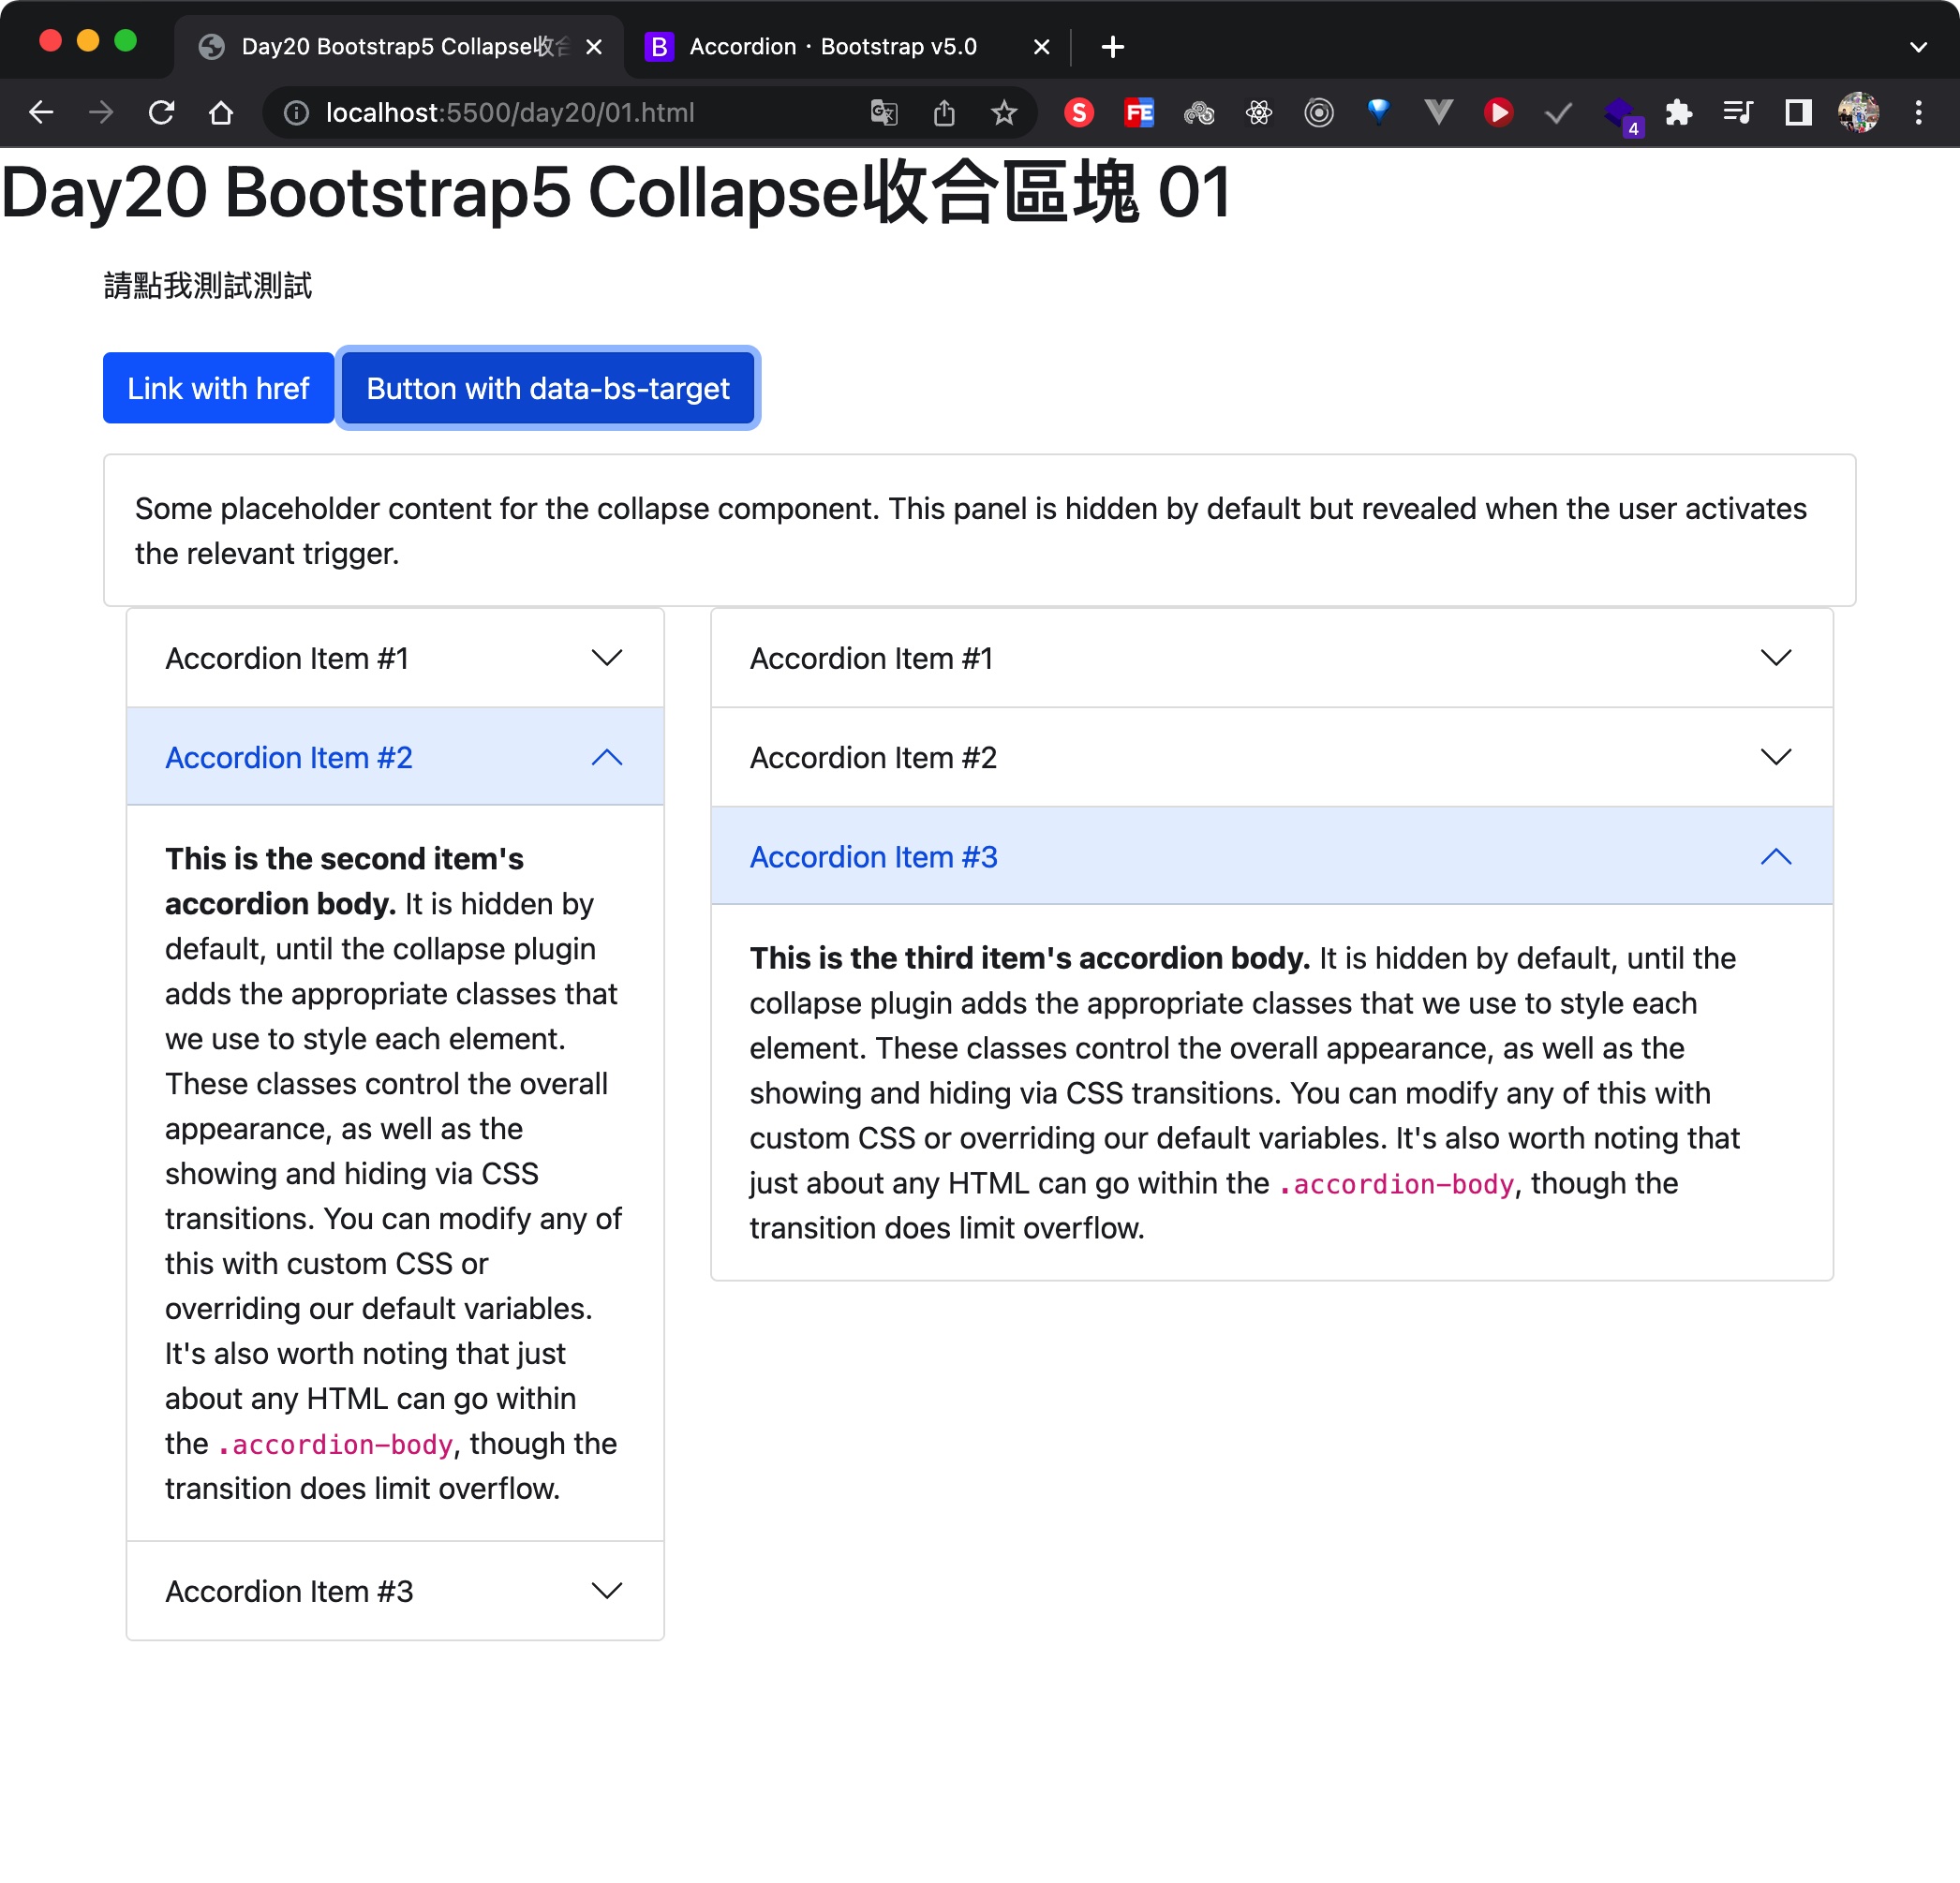 Day20 Bootstrap5 Collapse收合
Accordion · Bootstrap v5.0
localhost:5500/day20/01.html
4
Day20 Bootstrap5 Collapse收合區塊 01
請點我測試測試
Link with href
Button with data-bs-target
Some placeholder content for the collapse component. This panel is hidden by default but revealed when the user activates
the relevant trigger.
Accordion Item #1
Accordion Item #2
This is the second item's
accordion body. It is hidden by
default, until the collapse plugin
adds the appropriate classes that
we use to style each element.
These classes control the overall
appearance, as well as the
showing and hiding via CSS
transitions. You can modify any of
this with custom CSS or
overriding our default variables.
It's also worth noting that just
about any HTML can go within
the .accordion-body, though the
transition does limit overflow.
Accordion Item #3
Accordion Item #1
Accordion Item #2
Accordion Item #3
This is the third item's accordion body. It is hidden by default, until the
collapse plugin adds the appropriate classes that we use to style each
element. These classes control the overall appearance, as well as the
showing and hiding via CSS transitions. You can modify any of this with
custom CSS or overriding our default variables. It's also worth noting that
just about any HTML can go within the .accordion-body, though the
transition does limit overflow.